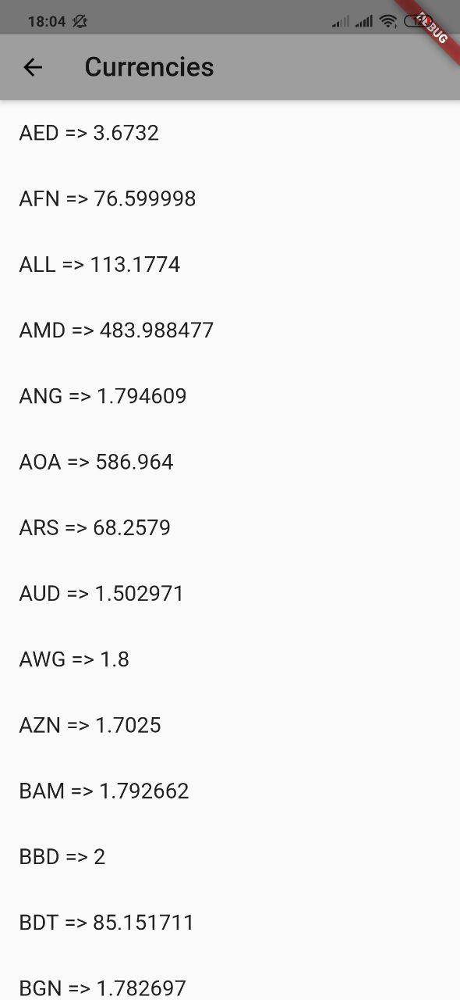 18:04
DEBUG
Currencies
AED => 3.6732
AFN => 76.599998
ALL => 113.1774
AMD => 483.988477
ANG => 1.794609
AOA => 586.964
ARS => 68.2579
AUD => 1.502971
AWG => 1.8
AZN => 1.7025
BAM => 1.792662
BBD => 2
BDT => 85.151711
BGN => 1.782697